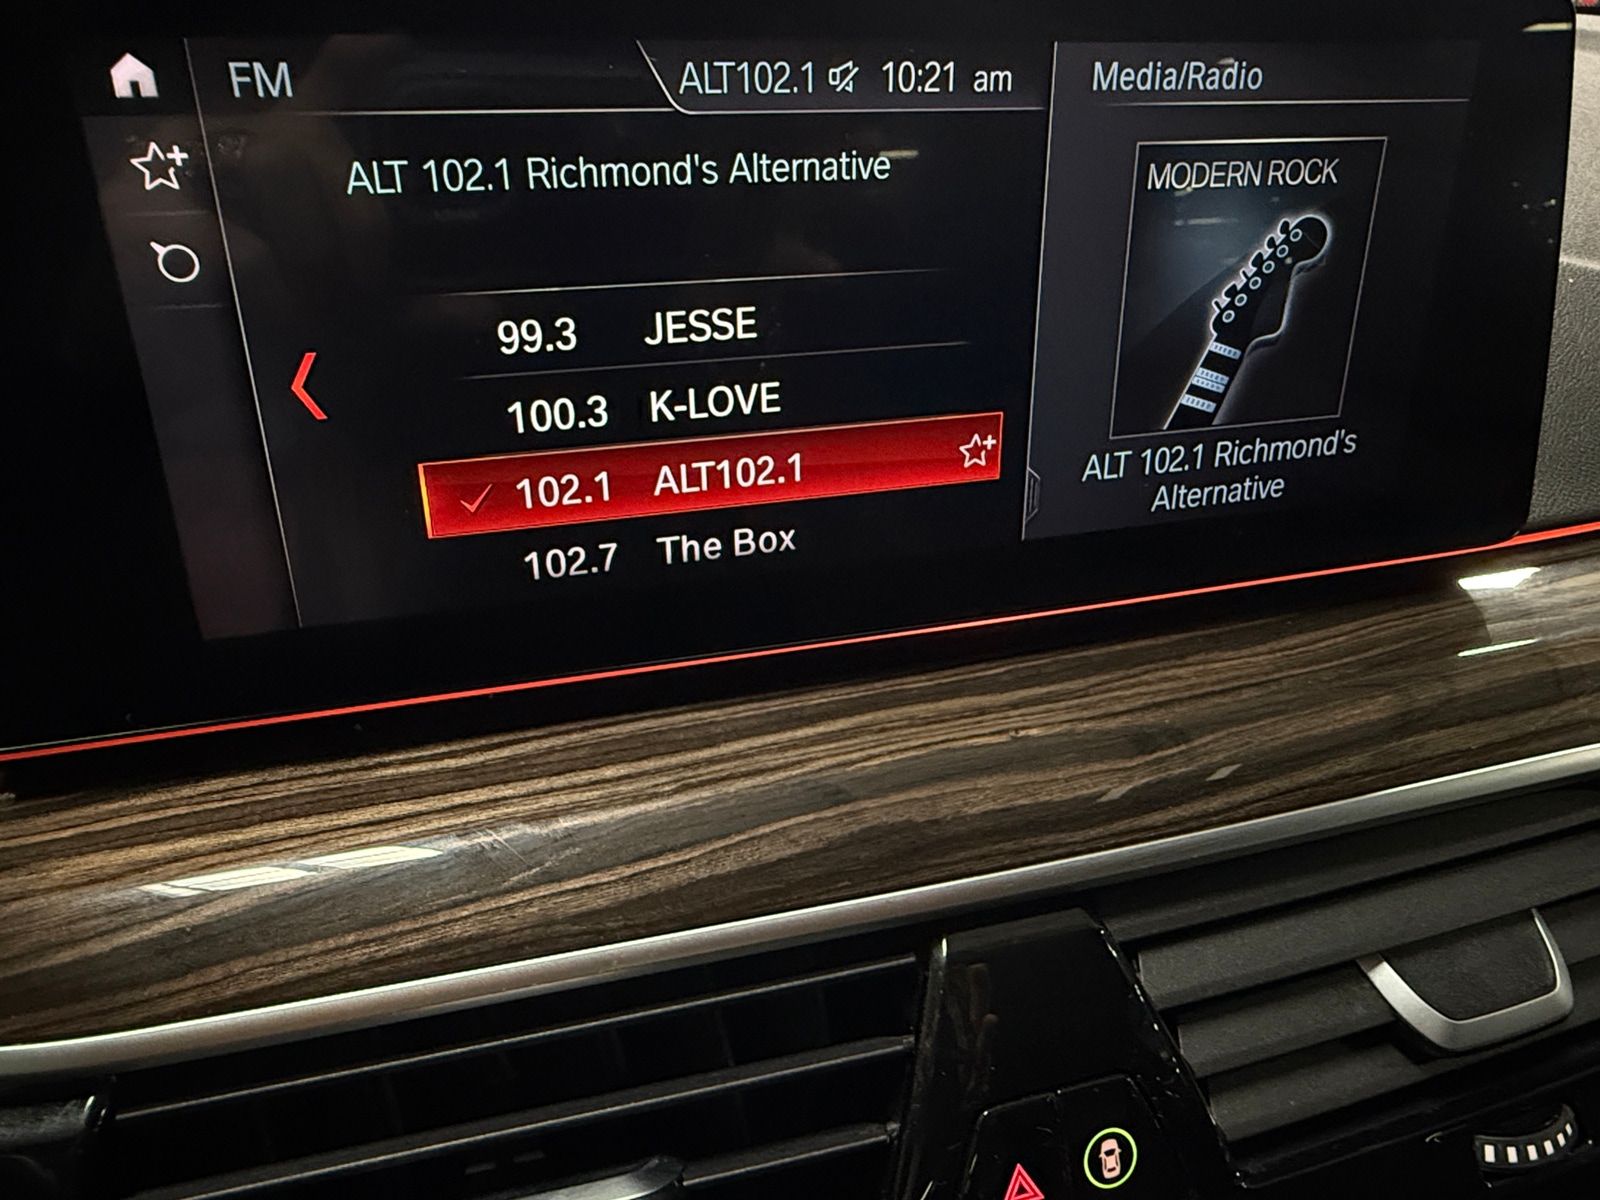 FM
ALT102.1 10:21 am
Media/Radio
ALT 102.1 Richmond's Alternative
99.3 JESSE
100.3 K-LOVE
102.1 ALT102.1
102.7 The Box
MODERN ROCK
ALT 102.1 Richmond's
Alternative